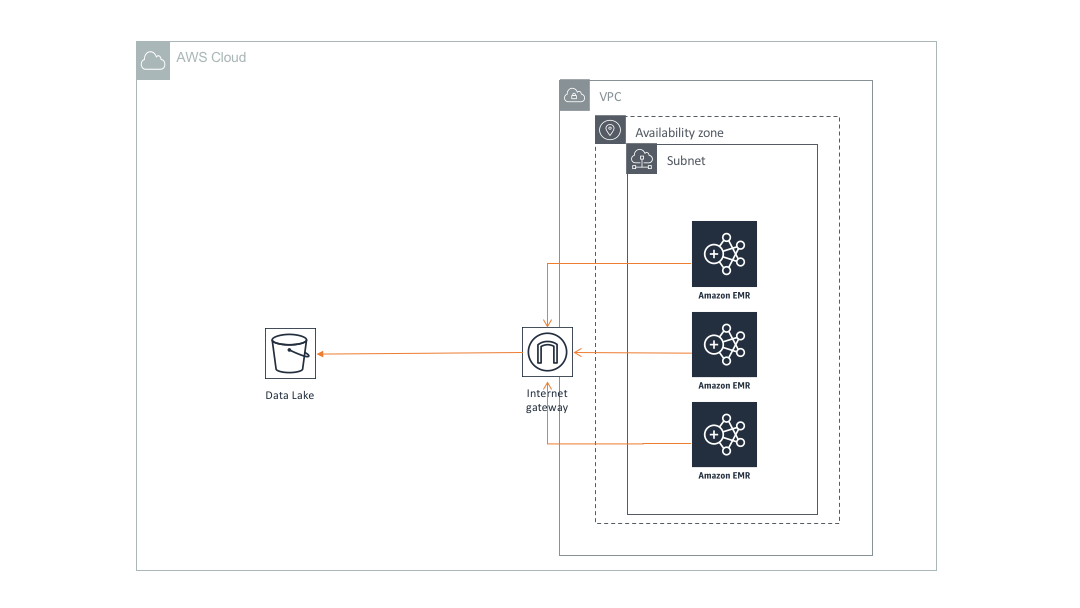 AWS Cloud
VPC
Availability zone
Subnet
Amazon EMR
Amazon EMR
Data Lake
Internet
gateway
Amazon EMR